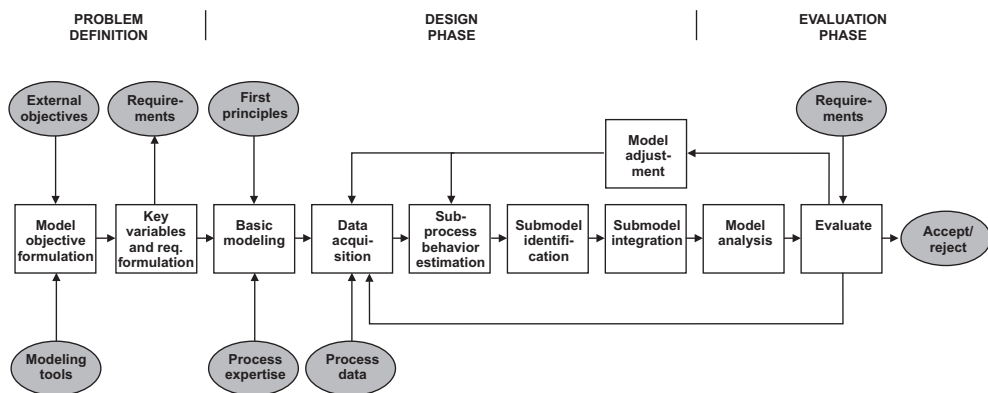 PROBLEM
DEFINITION
DESIGN
PHASE
EVALUATION
PHASE
External
objectives
Require-
ments
First
principles
Require-
ments
Model
adjust-
ment
Model
objective
formulation
Key
variables
and req.
formulation
Basic
modeling
Data
acqui-
sition
Sub-
process
behavior
estimation
Submodel
identifi-
cation
Submodel
integration
Model
analysis
Evaluate
Accept/
reject
Modeling
tools
Process
expertise
Process
data